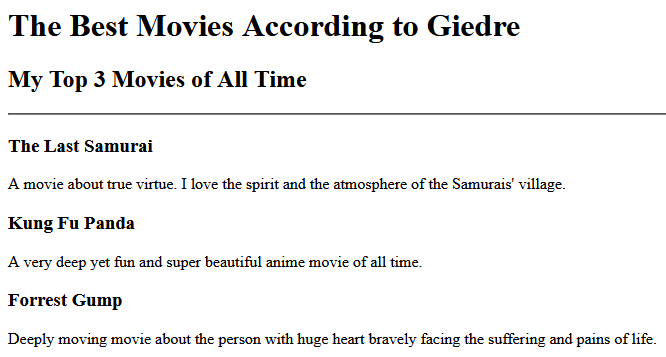 The Best Movies According to Giedre
My Top 3 Movies of All Time
The Last Samurai
A movie about true virtue. I love the spirit and the atmosphere of the Samurais' village.
Kung Fu Panda
A very deep yet fun and super beautiful anime movie of all time.
Forrest Gump
Deeply moving movie about the person with huge heart bravely facing the suffering and pains of life.